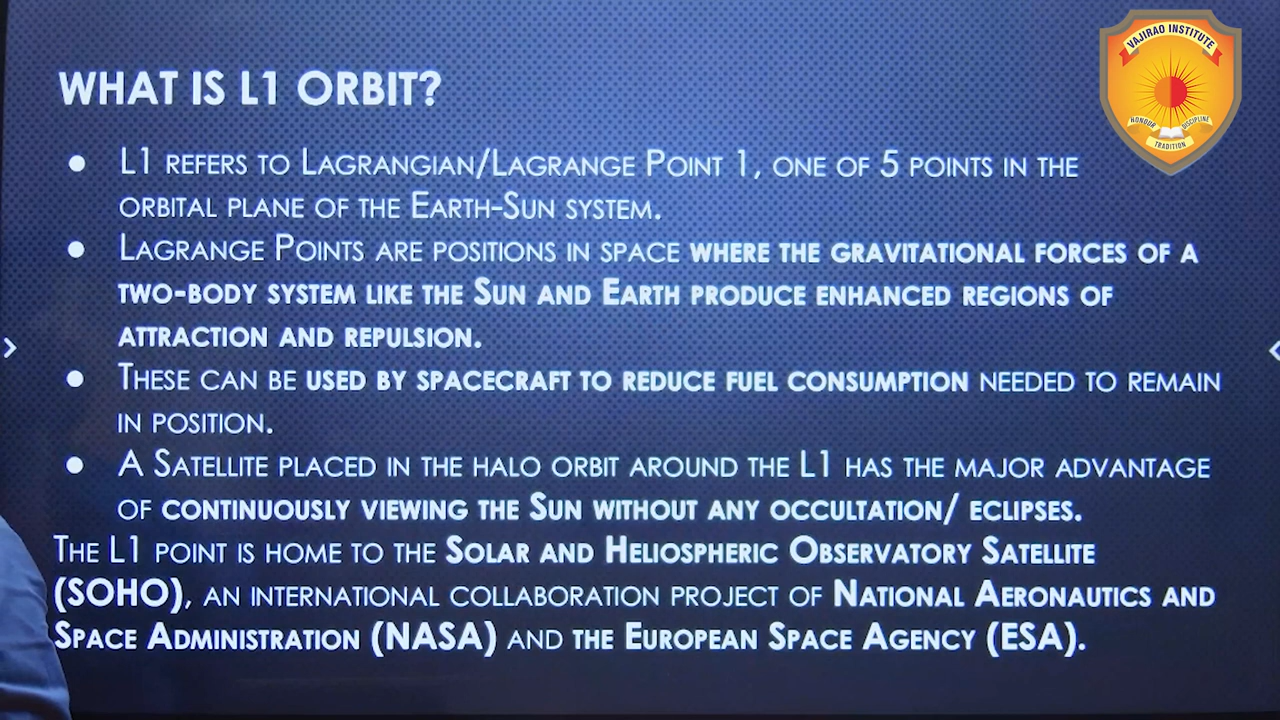 VAJIRAO INSTITUTE
HONOUR
DISCIPLINE
TRADITION
WHAT IS L1 ORBIT?
● L1 REFERS TO LAGRANGIAN/LAGRANGE POINT 1, ONE OF 5 POINTS IN THE
ORBITAL PLANE OF THE EARTH-SUN SYSTEM.
● LAGRANGE POINTS ARE POSITIONS IN SPACE WHERE THE GRAVITATIONAL FORCES OF A
TWO-BODY SYSTEM LIKE THE SUN AND EARTH PRODUCE ENHANCED REGIONS OF
ATTRACTION AND REPULSION.
● THESE CAN BE USED BY SPACECRAFT TO REDUCE FUEL CONSUMPTION NEEDED TO REMAIN
IN POSITION.
● A SATELLITE PLACED IN THE HALO ORBIT AROUND THE L1 HAS THE MAJOR ADVANTAGE
OF CONTINUOUSLY VIEWING THE SUN WITHOUT ANY OCCULTATION/ ECLIPSES.
THE L1 POINT IS HOME TO THE SOLAR AND HELIOSPHERIC OBSERVATORY SATELLITE
(SOHO), AN INTERNATIONAL COLLABORATION PROJECT OF NATIONAL AERONAUTICS AND
SPACE ADMINISTRATION (NASA) AND THE EUROPEAN SPACE AGENCY (ESA).